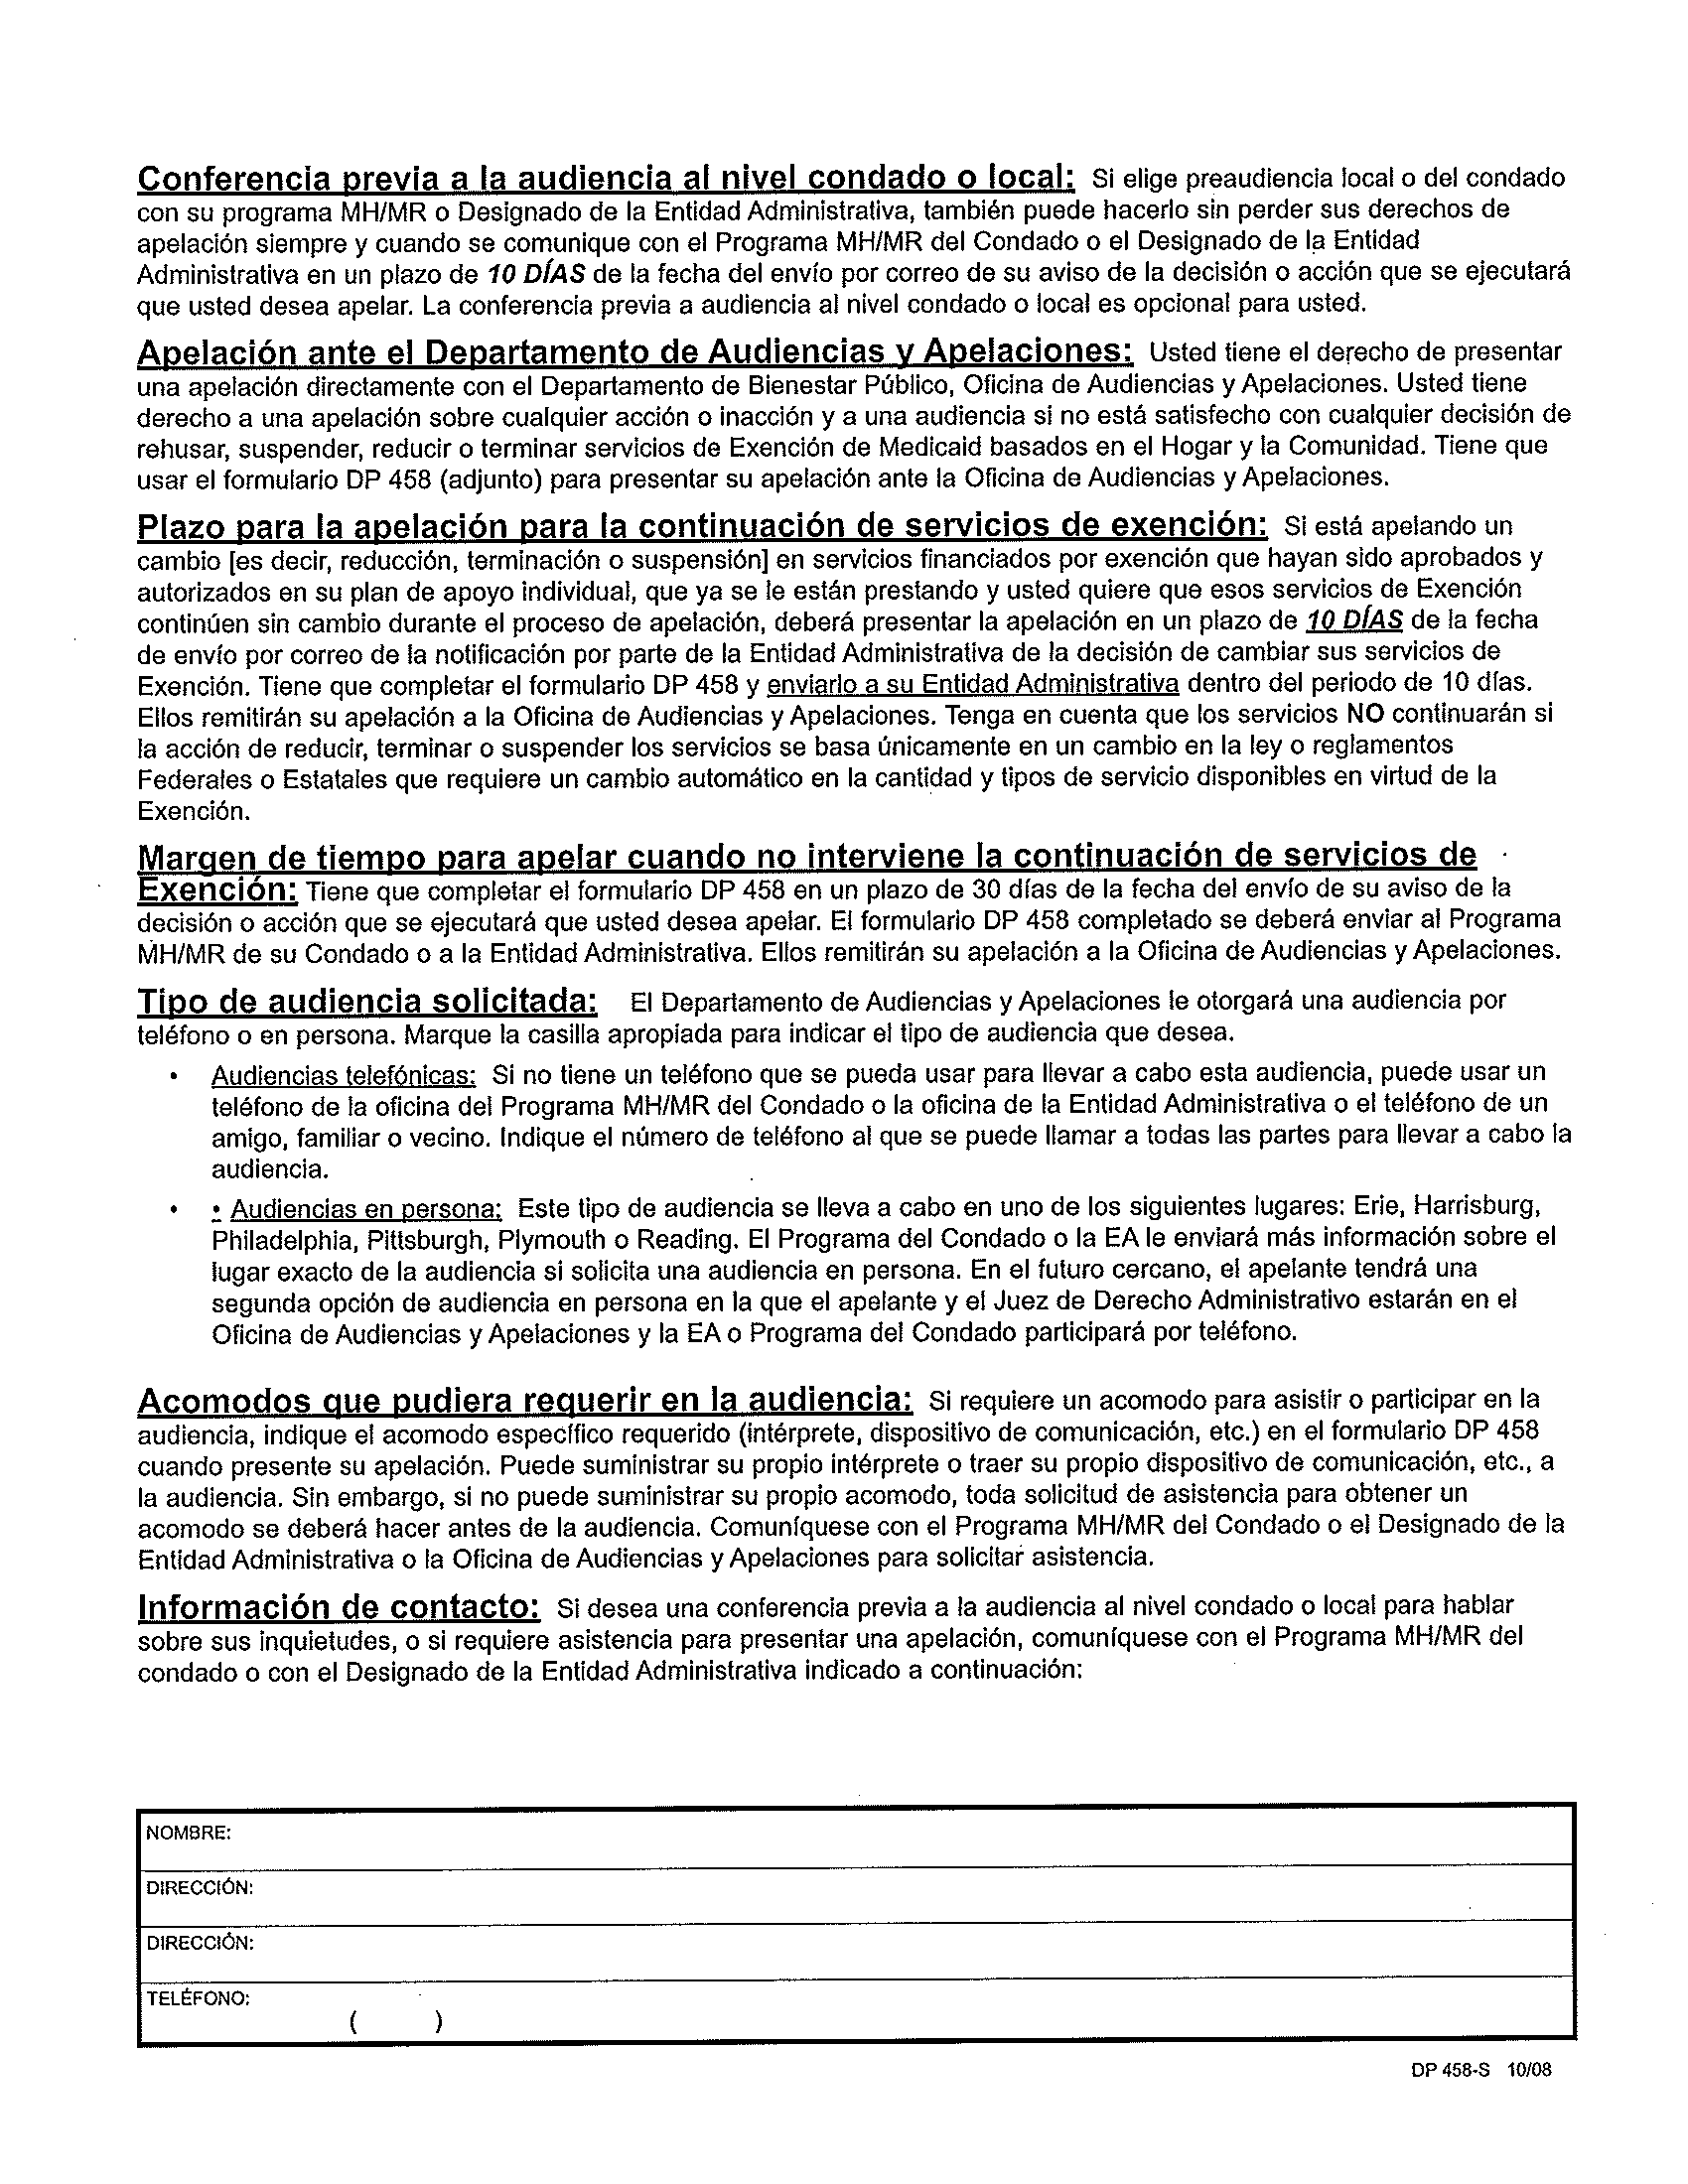 Conferencia previa a la audiencia al nivel condado o local: Si elige preaudiencia local o del condado
con su programa MH/MR o Designado de la Entidad Administrativa, también puede hacerlo sin perder sus derechos de
apelación siempre y cuando se comunique con el Programa MH/MR del Condado o el Designado de la Entidad
Administrativa en un plazo de 10 DÍAS de la fecha del envío por correo de su aviso de la decisión o acción que se ejecutará
que usted desea apelar. La conferencia previa a audiencia al nivel condado o local es opcional para usted.
Apelación ante el Departamento de Audiencias y Apelaciones: Usted tiene el derecho de presentar
una apelación directamente con el Departamento de Bienestar Público, Oficina de Audiencias y Apelaciones. Usted tiene
derecho a una apelación sobre cualquier acción o inacción y a una audiencia si no está satisfecho con cualquier decisión de
rehusar, suspender, reducir o terminar servicios de Exención de Medicaid basados en el Hogar y la Comunidad. Tiene que
usar el formulario DP 458 (adjunto) para presentar su apelación ante la Oficina de Audiencias y Apelaciones.
Plazo para la apelación para la continuación de servicios de exención: Si está apelando un
cambio [es decir, reducción, terminación o suspensión] en servicios financiados por exención que hayan sido aprobados y
autorizados en su plan de apoyo individual, que ya se le están prestando y usted quiere que esos servicios de Exención
continúen sin cambio durante el proceso de apelación, deberá presentar la apelación en un plazo de 10 DÍAS de la fecha
de envío por correo de la notificación por parte de la Entidad Administrativa de la decisión de cambiar sus servicios de
Exención. Tiene que completar el formulario DP 458 y enviarlo a su Entidad Administrativa dentro del periodo de 10 días.
Ellos remitirán su apelación a la Oficina de Audiencias y Apelaciones. Tenga en cuenta que los servicios NO continuarán si
la acción de reducir, terminar o suspender los servicios se basa únicamente en un cambio en la ley o reglamentos
Federales o Estatales que requiere un cambio automático en la cantidad y tipos de servicio disponibles en virtud de la
Exención.
Margen de tiempo para apelar cuando no interviene la continuación de servicios de
Exención: Tiene que completar el formulario DP 458 en un plazo de 30 días de la fecha del envío de su aviso de la
decisión o acción que se ejecutará que usted desea apelar. El formulario DP 458 completado se deberá enviar al Programa
MH/MR de su Condado o a la Entidad Administrativa. Ellos remitirán su apelación a la Oficina de Audiencias y Apelaciones.
Tipo de audiencia solicitada: El Departamento de Audiencias y Apelaciones le otorgará una audiencia por
teléfono o en persona. Marque la casilla apropiada para indicar el tipo de audiencia que desea.
• Audiencias telefónicas: Si no tiene un teléfono que se pueda usar para llevar a cabo esta audiencia, puede usar un
teléfono de la oficina del Programa MH/MR del Condado o la oficina de la Entidad Administrativa o el teléfono de un
amigo, familiar o vecino. Indique el número de teléfono al que se puede llamar a todas las partes para llevar a cabo la
audiencia.
• • Audiencias en persona: Este tipo de audiencia se lleva a cabo en uno de los siguientes lugares: Erie, Harrisburg,
Philadelphia, Pittsburgh, Plymouth o Reading. El Programa del Condado o la EA le enviará más información sobre el
lugar exacto de la audiencia si solicita una audiencia en persona. En el futuro cercano, el apelante tendrá una
segunda opción de audiencia en persona en la que el apelante y el Juez de Derecho Administrativo estarán en el
Oficina de Audiencias y Apelaciones y la EA o Programa del Condado participará por teléfono.
Acomodos que pudiera requerir en la audiencia: Si requiere un acomodo para asistir o participar en la
audiencia, indique el acomodo específico requerido (intérprete, dispositivo de comunicación, etc.) en el formulario DP 458
cuando presente su apelación. Puede suministrar su propio intérprete o traer su propio dispositivo de comunicación, etc., a
la audiencia. Sin embargo, si no puede suministrar su propio acomodo, toda solicitud de asistencia para obtener un
acomodo se deberá hacer antes de la audiencia. Comuníquese con el Programa MH/MR del Condado o el Designado de la
Entidad Administrativa o la Oficina de Audiencias y Apelaciones para solicitar asistencia.
Información de contacto: Si desea una conferencia previa a la audiencia al nivel condado o local para hablar
sobre sus inquietudes, o si requiere asistencia para presentar una apelación, comuníquese con el Programa MH/MR del
condado o con el Designado de la Entidad Administrativa indicado a continuación:
NOMBRE:
DIRECCIÓN:
DIRECCIÓN:
TELÉFONO:
( )
DP 458-S 10/08